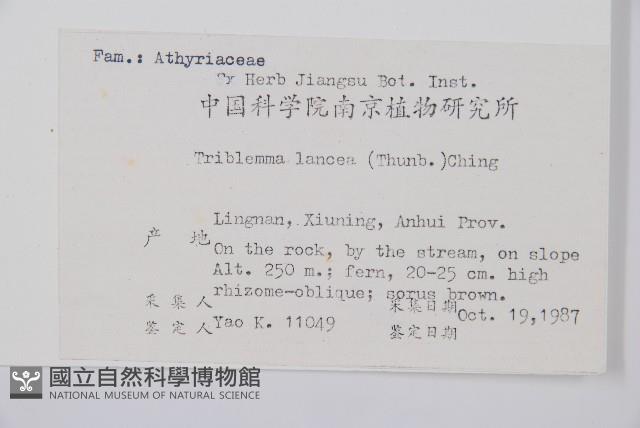 Fam.: Athyriaceae
Ex Herb Jiangsu Bot. Inst.
中国科学院南京植物研究所
Triblemma lancea (Thunb.)Ching
产 地 Lingnan, Xiuning, Anhui Prov.
On the rock, by the stream, on slope
Alt. 250 m.; fern, 20-25 cm. high
rhizome-oblique; sorus brown.
采集人 采集日期 Oct. 19,1987
鉴定人 Yao K. 11049 鉴定日期
國立自然科學博物館
NATIONAL MUSEUM OF NATURAL SCIENCE